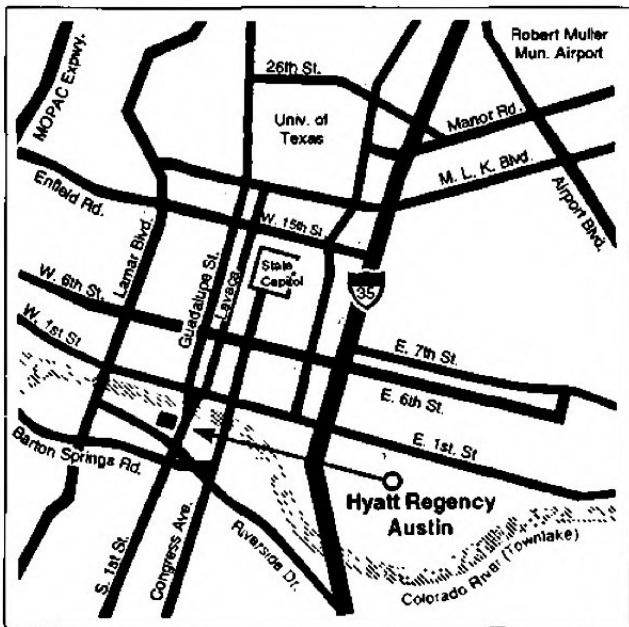 Robert Muller
Mun. Airport
MOPAC Expwy.
26th St.
Univ. of
Texas
Manor Rd.
M. L. K. Blvd.
Airport Blvd.
Enfield Rd.
W. 15th St
Lamar Blvd.
Guadalupe St.
Lavaca
State
Capitol
35
W. 6th St.
W. 1st St
E. 7th St.
E. 6th St.
E. 1st. St
Barton Springs Rd.
Hyatt Regency
Austin
S. 1st St.
Congress Ave.
Riverside Dr.
Colorado River (Townlake)